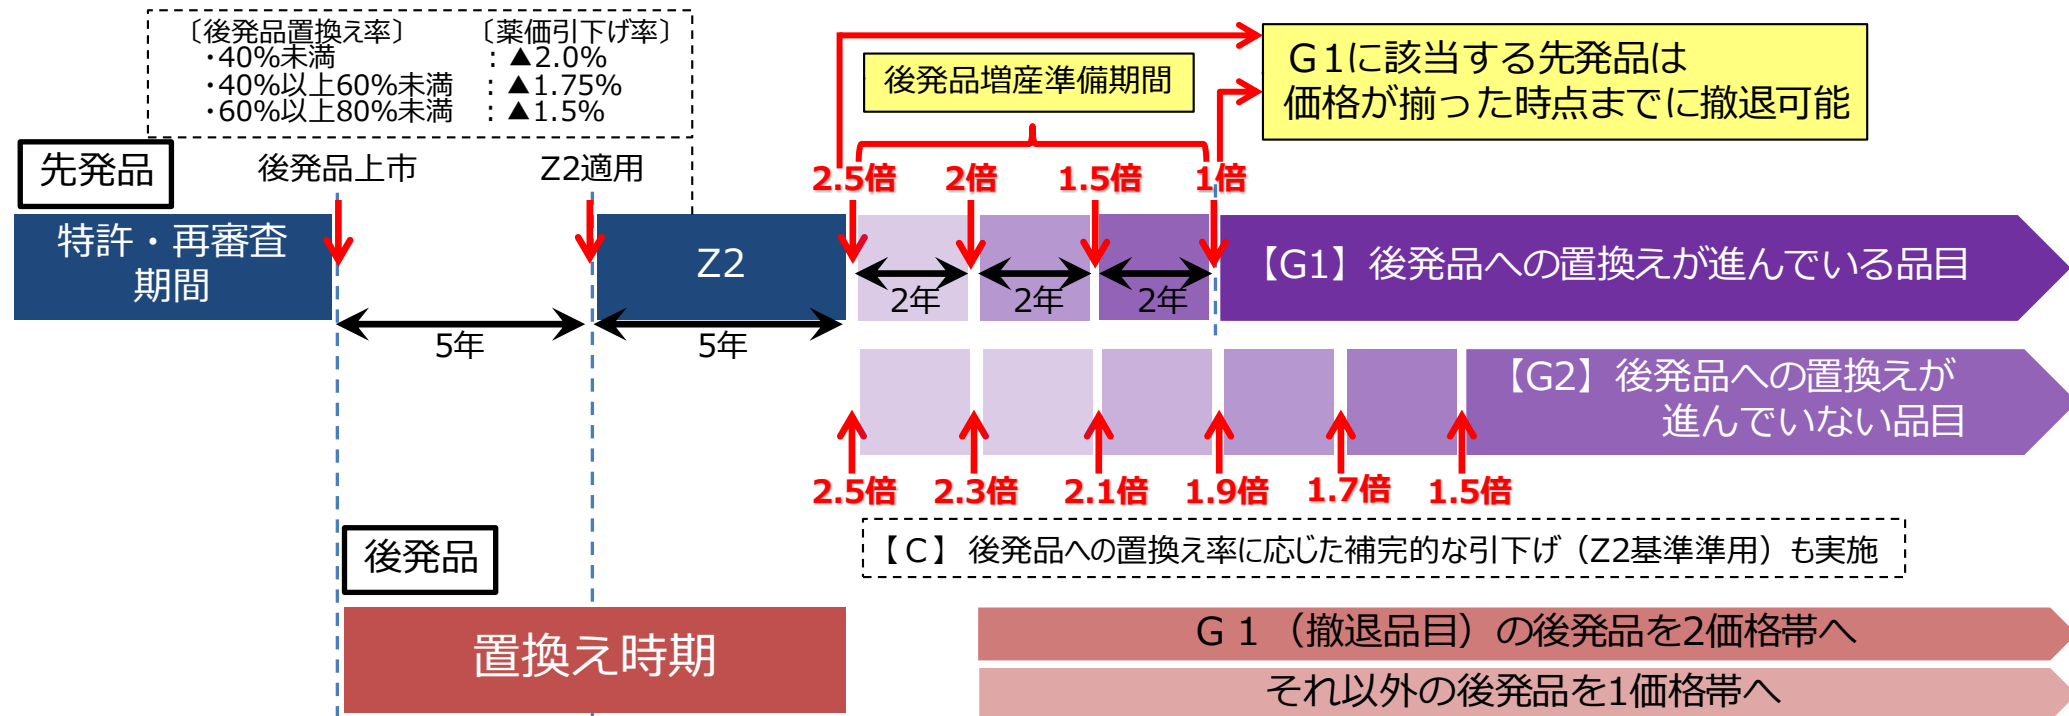 〔後発品置換え率〕　〔薬価引下げ率〕
・40%未満　：▲2.0%
・40%以上60%未満　：▲1.75%
・60%以上80%未満　：▲1.5%
後発品増産準備期間
Ｇ1に該当する先発品は
価格が揃った時点までに撤退可能
先発品
後発品上市
Z2適用
2.5倍
2倍
1.5倍
1倍
特許・再審査
期間
Z2
【G1】後発品への置換えが進んでいる品目
2年
2年
2年
5年
5年
【G2】後発品への置換えが
進んでいない品目
2.5倍
2.3倍
2.1倍
1.9倍
1.7倍
1.5倍
【Ｃ】後発品への置換え率に応じた補完的な引下げ（Z2基準準用）も実施
後発品
置換え時期
Ｇ１（撤退品目）の後発品を2価格帯へ
それ以外の後発品を1価格帯へ